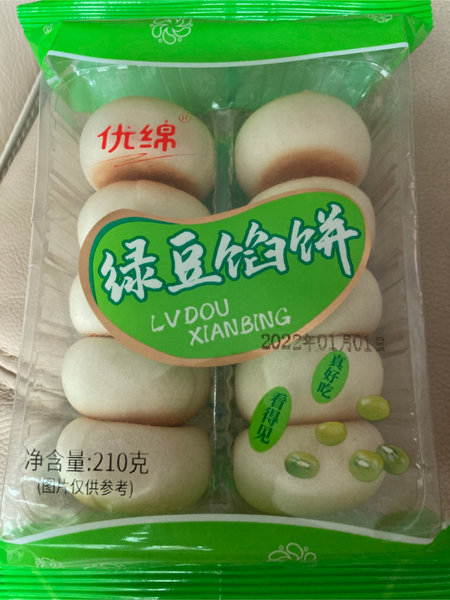 优绵
绿豆馅饼
LVDOU
XIANBING
2022年01月01日
真好吃
看得见
净含量:210克
(图片仅供参考)